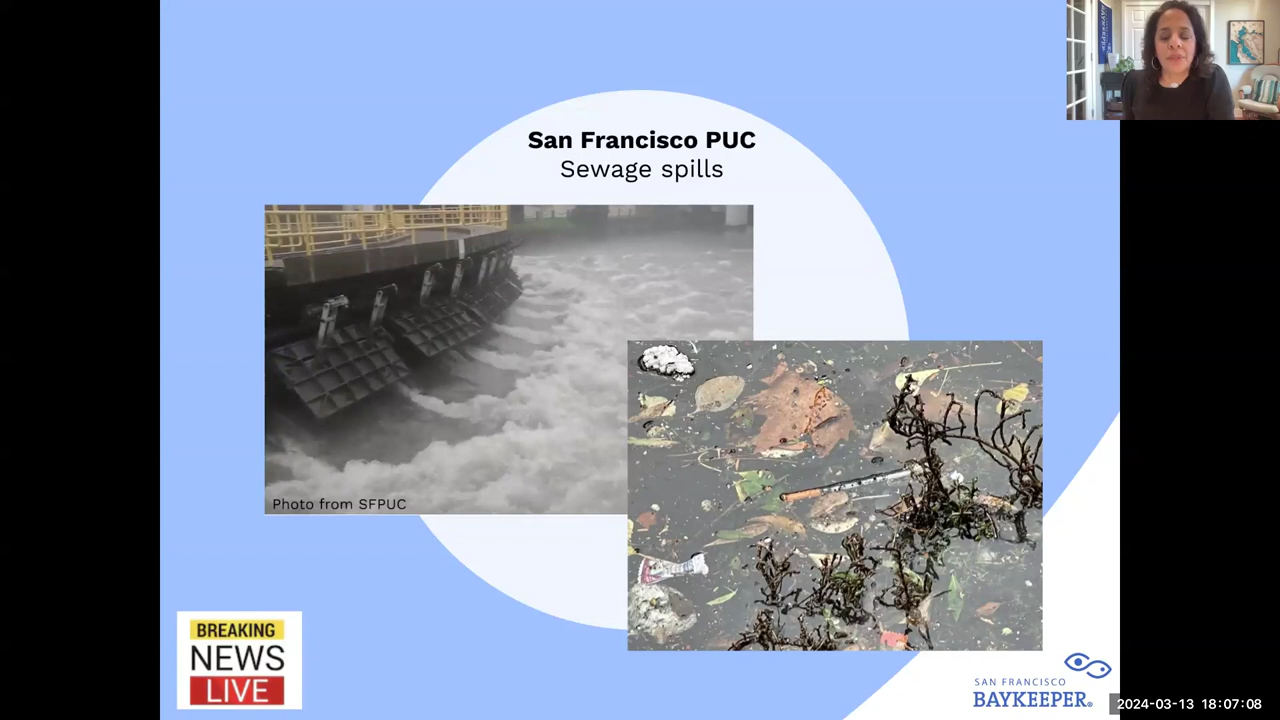 San Francisco PUC
Sewage spills
Photo from SFPUC
BREAKING
NEWS
LIVE
SAN FRANCISCO
BAYKEEPER®
2024-03-13 18:07:08